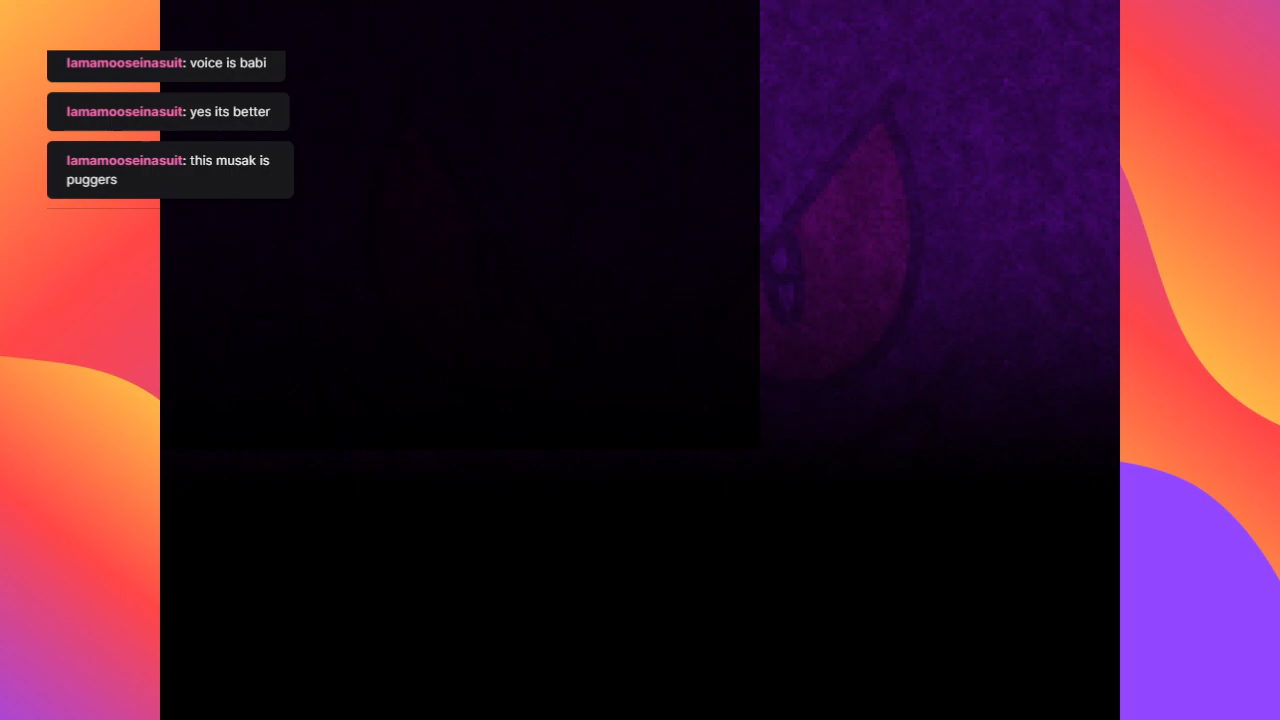 Iamamooseinasuit: voice is babi
Iamamooseinasuit: yes its better
Iamamooseinasuit: this musak is
puggers